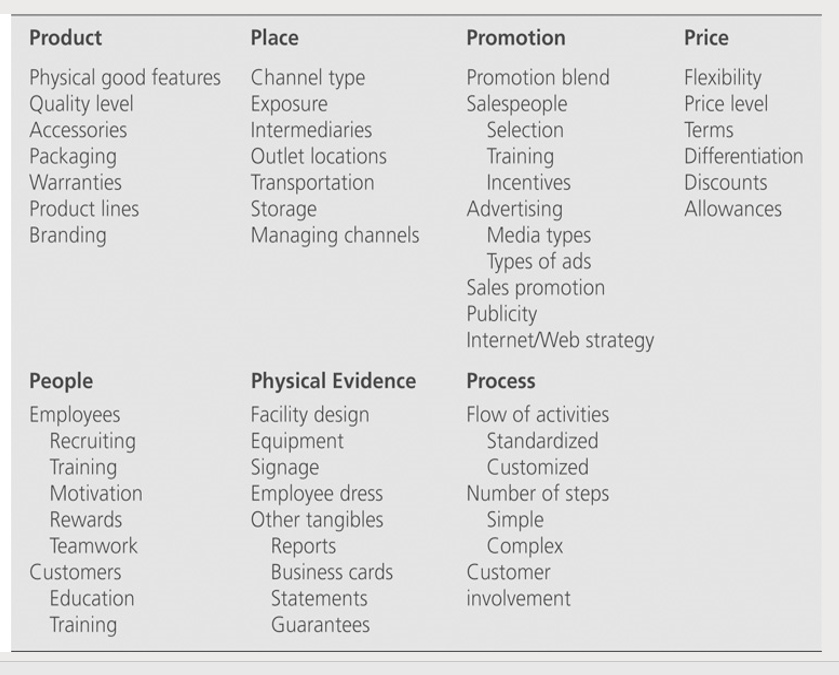 Product
Physical good features
Quality level
Accessories
Packaging
Warranties
Product lines
Branding
Place
Channel type
Exposure
Intermediaries
Outlet locations
Transportation
Storage
Managing channels
Promotion
Promotion blend
Salespeople
Selection
Training
Incentives
Advertising
Media types
Types of ads
Sales promotion
Publicity
Internet/Web strategy
Price
Flexibility
Price level
Terms
Differentiation
Discounts
Allowances
People
Employees
Recruiting
Training
Motivation
Rewards
Teamwork
Customers
Education
Training
Physical Evidence
Facility design
Equipment
Signage
Employee dress
Other tangibles
Reports
Business cards
Statements
Guarantees
Process
Flow of activities
Standardized
Customized
Number of steps
Simple
Complex
Customer
involvement